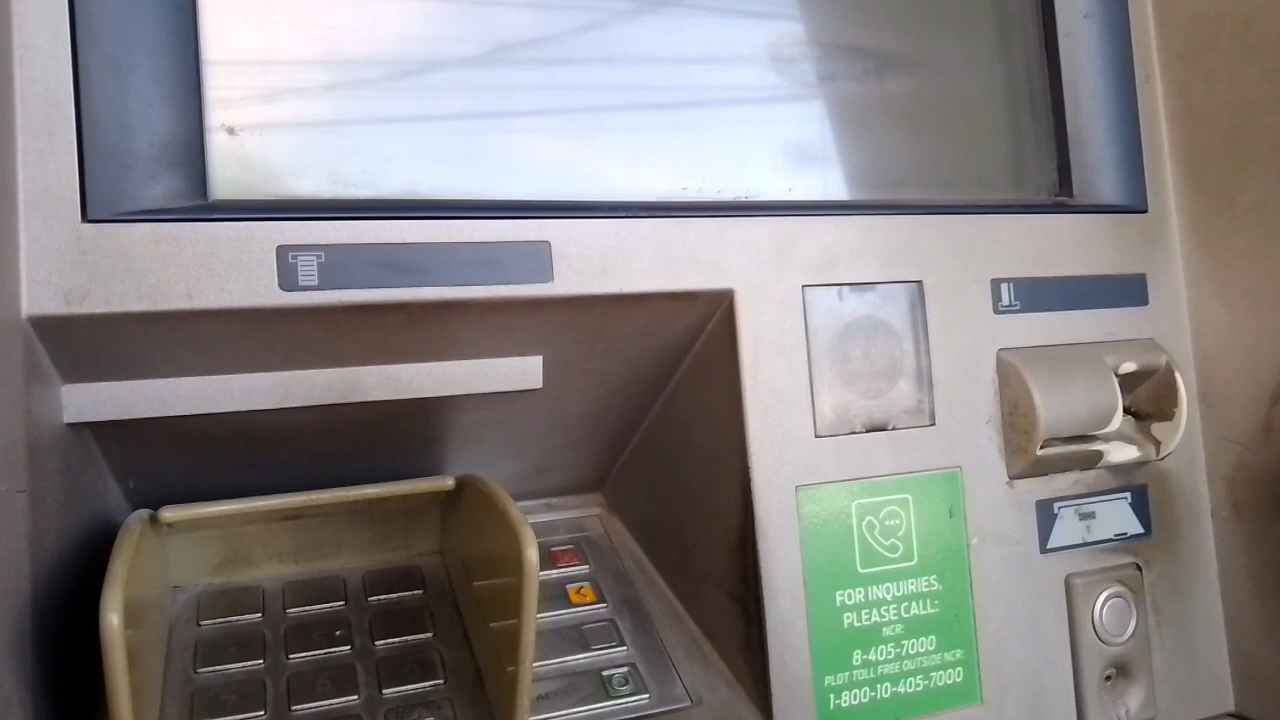 FOR INQUIRIES,
PLEASE CALL:
NCR:
8-405-7000
PLDT TOLL FREE OUTSIDE NCR:
1-800-10-405-7000